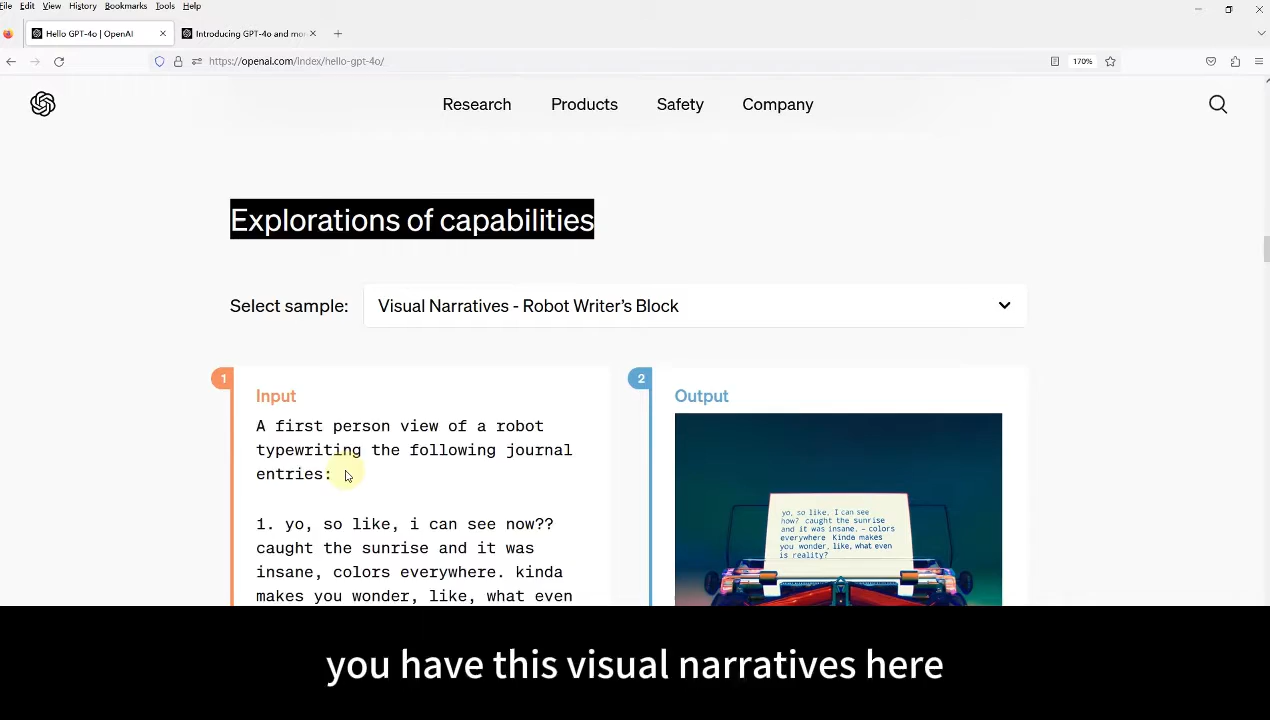 File Edit View History Bookmarks Tools Help
Hello GPT-4o | OpenAI
Introducing GPT-4o and mo
https://openai.com/index/hello-gpt-4o/
170%
Research Products Safety Company
Explorations of capabilities
Select sample: Visual Narratives - Robot Writer’s Block
1
Input
A first person view of a robot
typewriting the following journal
entries:
1. yo, so like, i can see now??
caught the sunrise and it was
insane, colors everywhere. kinda
makes you wonder, like, what even
2
Output
yo, so like, I can see
now? caught the sunrise
and it was insane, - colors
everywhere Kinda makes
you wonder, like, what even
is reality?
you have this visual narratives here